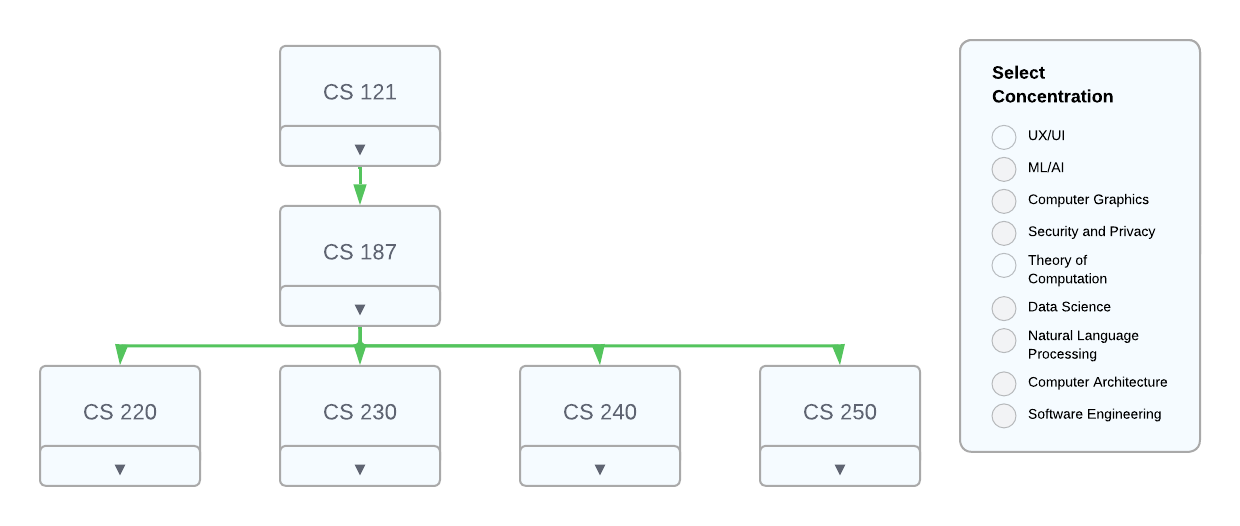 CS 121
▼
CS 187
▼
CS 220
CS 230
CS 240
CS 250
▼
▼
▼
▼
Select
Concentration
UX/UI
ML/AI
Computer Graphics
Security and Privacy
Theory of
Computation
Data Science
Natural Language
Processing
Computer Architecture
Software Engineering